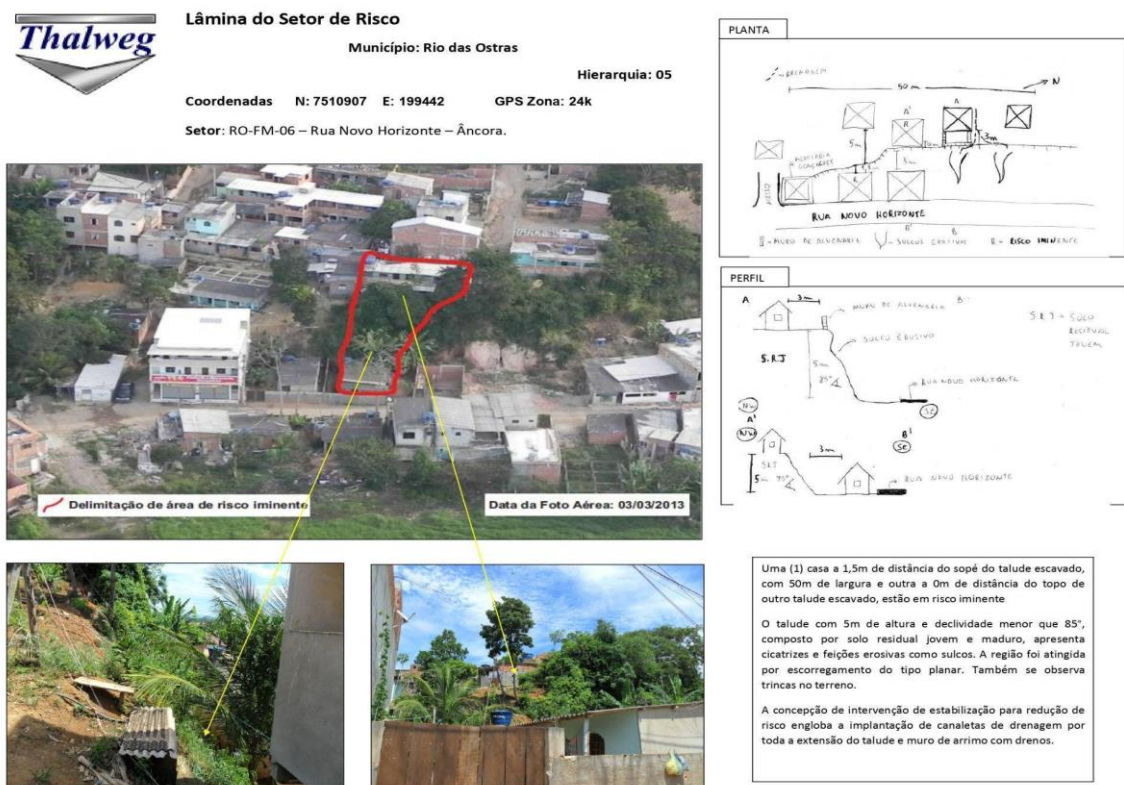 Thalweg
Lâmina do Setor de Risco
Município: Rio das Ostras
Hierarquia: 05
Coordenadas N: 7510907 E: 199442 GPS Zona: 24k
Setor: RO-FM-06 – Rua Novo Horizonte – Âncora.
Delimitação de área de risco iminente
Data da Foto Aérea: 03/03/2013
PLANTA
50 m
N
A'
A
R
3m
5m
3m
R
ACESSO
RUA NOVO HORIZONTE
B'
B
- MURO DE ALVENARIA
- SULCOS EROSIVO
R - RISCO IMINENTE
PERFIL
A
3m
MURO DE ALVENARIA
B
S.R.J = SOLO
RESIDUAL
JOVEM
SULCO EROSIVO
S.R.J
5m
85°
RUA NOVO HORIZONTE
NW
SE
A'
NW
B'
SE
SRJ
3m
5m
RUA NOVO HORIZONTE
Uma (1) casa a 1,5m de distância do sopé do talude escavado,
com 50m de largura e outra a 0m de distância do topo de
outro talude escavado, estão em risco iminente
O talude com 5m de altura e declividade menor que 85°,
composto por solo residual jovem e maduro, apresenta
cicatrizes e feições erosivas como sulcos. A região foi atingida
por escorregamento do tipo planar. Também se observa
trincas no terreno.
A concepção de intervenção de estabilização para redução de
risco engloba a implantação de canaletas de drenagem por
toda a extensão do talude e muro de arrimo com drenos.